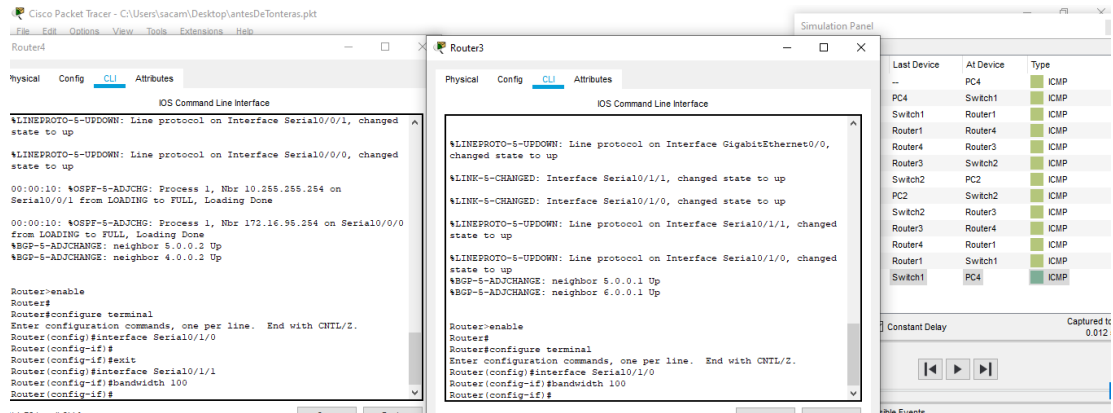 Cisco Packet Tracer - C:\Users\sacam\Desktop\antesDeTonteras.pkt
File Edit Options View Tools Extensions Help
Router4
Physical Config CLI Attributes
IOS Command Line Interface
%LINEPROTO-5-UPDOWN: Line protocol on Interface Serial0/0/1, changed
state to up
%LINEPROTO-5-UPDOWN: Line protocol on Interface Serial0/0/0, changed
state to up
00:00:10: %OSPF-5-ADJCHG: Process 1, Nbr 10.255.255.254 on
Serial0/0/1 from LOADING to FULL, Loading Done
00:00:10: %OSPF-5-ADJCHG: Process 1, Nbr 172.16.95.254 on Serial0/0/0
from LOADING to FULL, Loading Done
%BGP-5-ADJCHANGE: neighbor 5.0.0.2 Up
%BGP-5-ADJCHANGE: neighbor 4.0.0.2 Up
Router>enable
Router#
Router#configure terminal
Enter configuration commands, one per line. End with CNTL/Z.
Router(config)#interface Serial0/1/0
Router(config-if)#
Router(config-if)#exit
Router(config)#interface Serial0/1/1
Router(config-if)#bandwidth 100
Router(config-if)#
Router3
Physical Config CLI Attributes
IOS Command Line Interface
%LINEPROTO-5-UPDOWN: Line protocol on Interface GigabitEthernet0/0,
changed state to up
%LINK-5-CHANGED: Interface Serial0/1/1, changed state to up
%LINK-5-CHANGED: Interface Serial0/1/0, changed state to up
%LINEPROTO-5-UPDOWN: Line protocol on Interface Serial0/1/1, changed
state to up
%LINEPROTO-5-UPDOWN: Line protocol on Interface Serial0/1/0, changed
state to up
%BGP-5-ADJCHANGE: neighbor 5.0.0.1 Up
%BGP-5-ADJCHANGE: neighbor 6.0.0.1 Up
Router>enable
Router#
Router#configure terminal
Enter configuration commands, one per line. End with CNTL/Z.
Router(config)#interface Serial0/1/0
Router(config-if)#bandwidth 100
Router(config-if)#
Simulation Panel
Last Device At Device Type
-- PC4 ICMP
PC4 Switch1 ICMP
Switch1 Router1 ICMP
Router1 Router4 ICMP
Router4 Router3 ICMP
Router3 Switch2 ICMP
Switch2 PC2 ICMP
PC2 Switch2 ICMP
Switch2 Router3 ICMP
Router3 Router4 ICMP
Router4 Router1 ICMP
Router1 Switch1 ICMP
Switch1 PC4 ICMP
Constant Delay
Captured to
0.012
Events